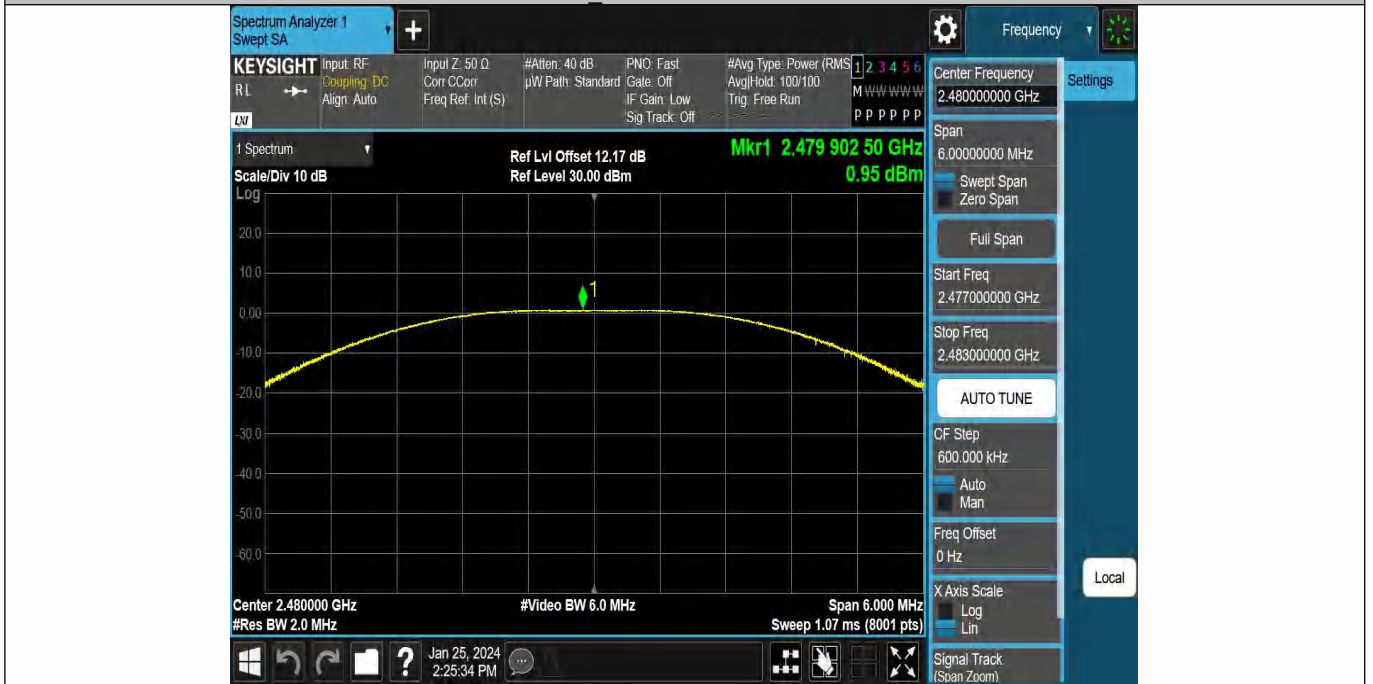 Spectrum Analyzer 1
Swept SA
+
Frequency
KEYSIGHT
RL
LXI
Input: RF
Coupling: DC
Align: Auto
Input Z: 50 Ω
Corr CCorr
Freq Ref: Int (S)
#Atten: 40 dB
µW Path: Standard
PNO: Fast
Gate: Off
IF Gain: Low
Sig Track: Off
#Avg Type: Power (RMS
Avg|Hold: 100/100
Trig: Free Run
1 2 3 4 5 6
M W W W W W
P P P P P P
Center Frequency
2.480000000 GHz
Settings
1 Spectrum
Scale/Div 10 dB
Ref Lvl Offset 12.17 dB
Ref Level 30.00 dBm
Mkr1 2.479 902 50 GHz
0.95 dBm
Log
20.0
10.0
0.00
-10.0
-20.0
-30.0
-40.0
-50.0
-60.0
1
Span
6.00000000 MHz
Swept Span
Zero Span
Full Span
Start Freq
2.477000000 GHz
Stop Freq
2.483000000 GHz
AUTO TUNE
CF Step
600.000 kHz
Auto
Man
Freq Offset
0 Hz
X Axis Scale
Log
Lin
Signal Track
(Span Zoom)
Local
Center 2.480000 GHz
#Res BW 2.0 MHz
#Video BW 6.0 MHz
Span 6.000 MHz
Sweep 1.07 ms (8001 pts)
?
Jan 25, 2024
2:25:34 PM